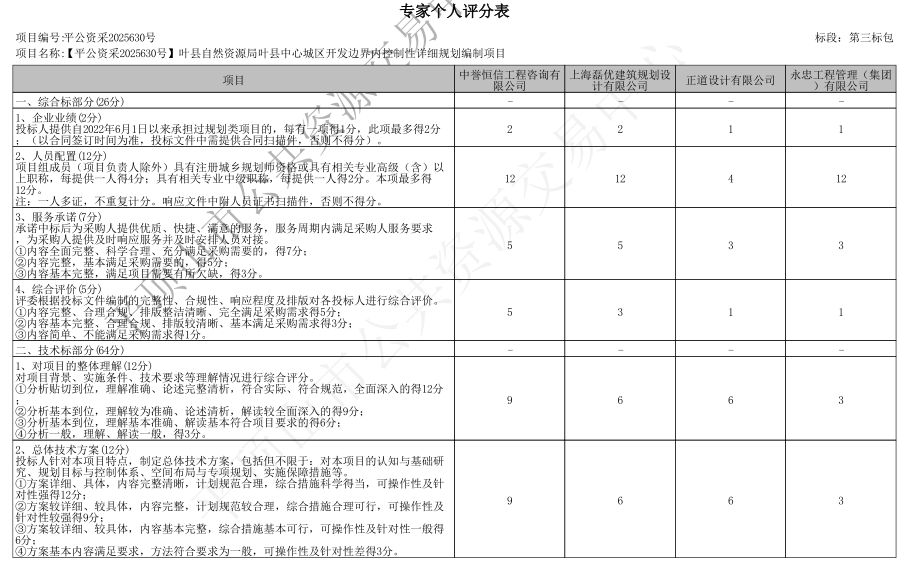 专家个人评分表
项目编号:平公资采2025630号
标段: 第三标包
项目名称:【平公资采2025630号】叶县自然资源局叶县中心城区开发边界内控制性详细规划编制项目
项目
中誉恒信工程咨询有限公司
上海磊优建筑规划设计有限公司
正道设计有限公司
永忠工程管理（集团）有限公司
一、综合标部分(26分)
-
-
-
-
1、企业业绩(2分)
投标人提供自2022年6月1日以来承担过规划类项目的，每有一项得1分，此项最多得2分
；（以合同签订时间为准，投标文件中需提供合同扫描件，否则不得分）。
2
2
1
1
2、人员配置(12分)
项目组成员（项目负责人除外）具有注册城乡规划师资格或具有相关专业高级（含）以
上职称，每提供一人得4分；具有相关专业中级职称，每提供一人得2分。本项最多得
12分。
注：一人多证，不重复计分。响应文件中附人员证书扫描件，否则不得分。
12
12
4
12
3、服务承诺(7分)
承诺中标后为采购人提供优质、快捷、满意的服务，服务周期内满足采购人服务要求
，为采购人提供及时响应服务并及时安排人员对接。
①内容全面完整、科学合理、充分满足采购需要的，得7分；
②内容完整，基本满足采购需要的，得5分；
③内容基本完整，满足项目需要有所欠缺，得3分。
5
5
3
3
4、综合评价(5分)
评委根据投标文件编制的完整性、合规性、响应程度及排版对各投标人进行综合评价。
①内容完整、合理合规、排版整洁清晰、完全满足采购需求得5分；
②内容基本完整、合理合规、排版较清晰、基本满足采购需求得3分；
③内容简单、不能满足采购需求得1分。
5
3
1
1
二、技术标部分(64分)
-
-
-
-
1、对项目的整体理解(12分)
对项目背景、实施条件、技术要求等理解情况进行综合评分。
①分析贴切到位，理解准确、论述完整清析，符合实际、符合规范，全面深入的得12分
；
②分析基本到位，理解较为准确、论述清析，解读较全面深入的得9分；
③分析基本到位，理解基本准确、解读基本符合项目要求的得6分；
④分析一般，理解、解读一般，得3分。
9
6
6
3
2、总体技术方案(12分)
投标人针对本项目特点，制定总体技术方案，包括但不限于：对本项目的认知与基础研
究、规划目标与控制体系、空间布局与专项规划、实施保障措施等。
①方案详细、具体，内容完整清晰，计划规范合理，综合措施科学得当，可操作性及针
对性强得12分；
②方案较详细、较具体，内容完整，计划规范较合理，综合措施合理可行，可操作性及
针对性较强得9分；
③方案较详细、较具体，内容基本完整，综合措施基本可行，可操作性及针对性一般得
6分；
④方案基本内容满足要求，方法符合要求为一般，可操作性及针对性差得3分。
9
6
6
3
平顶山市公共资源交易中心
平顶山市公共资源交易中心